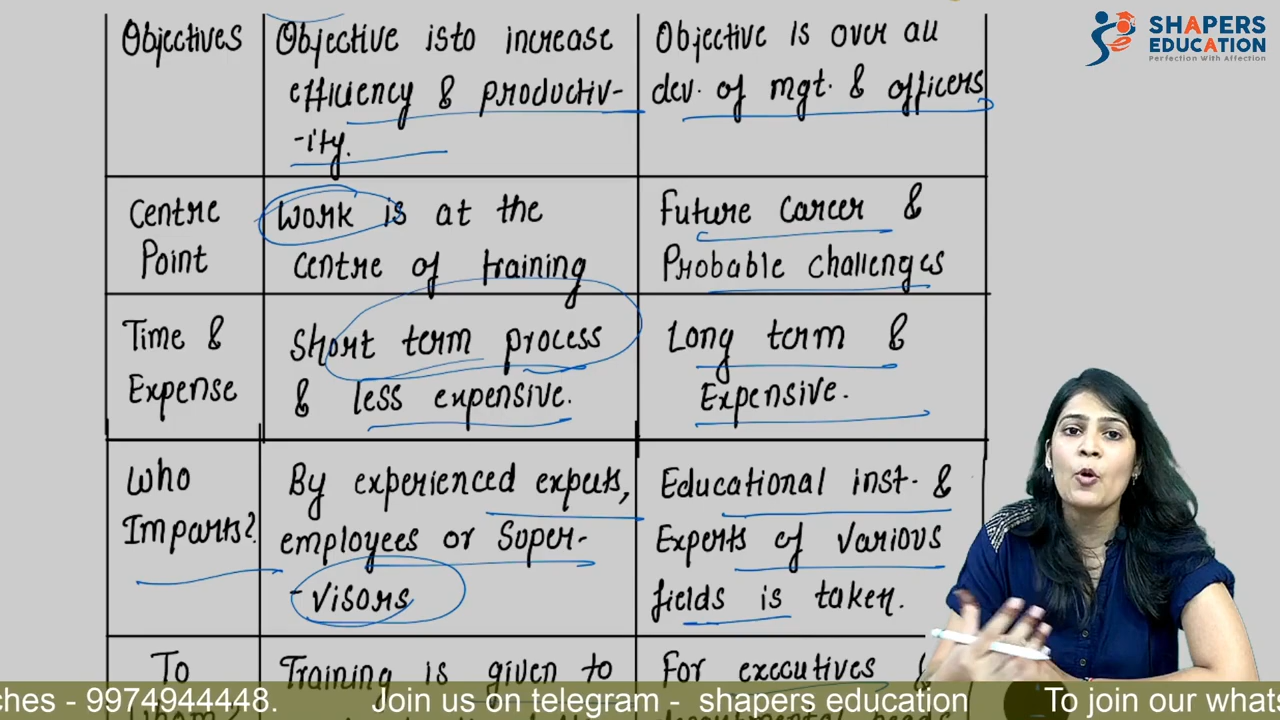 SHAPERS
EDUCATION
Perfection With Affection
Objectives
Objective isto increase
efficiency & productiv-
-ity.
Objective is over all
dev. of mgt. & officers
Centre
Point
Work is at the
centre of training
Future career &
Probable challenges
Time &
Expense
Short term process
& less expensive.
Long term &
Expensive.
Who
Imparts?
By experienced experts,
employees or Super-
-visors
Educational inst. &
Experts of various
fields is taken.
To
Training is given to
For executives &
ches - 9974944448. Join us on telegram - shapers education To join our whats